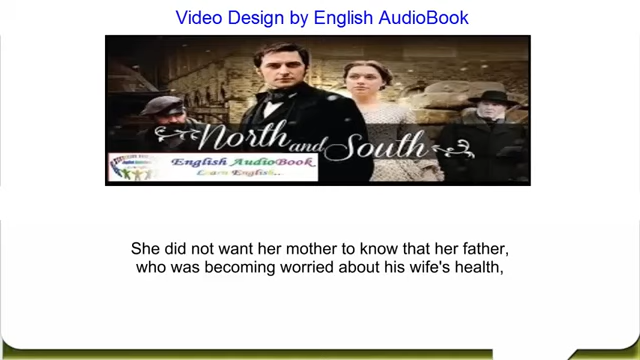 Video Design by English AudioBook
North and South
English AudioBook
Learn English...
She did not want her mother to know that her father,
who was becoming worried about his wife's health,